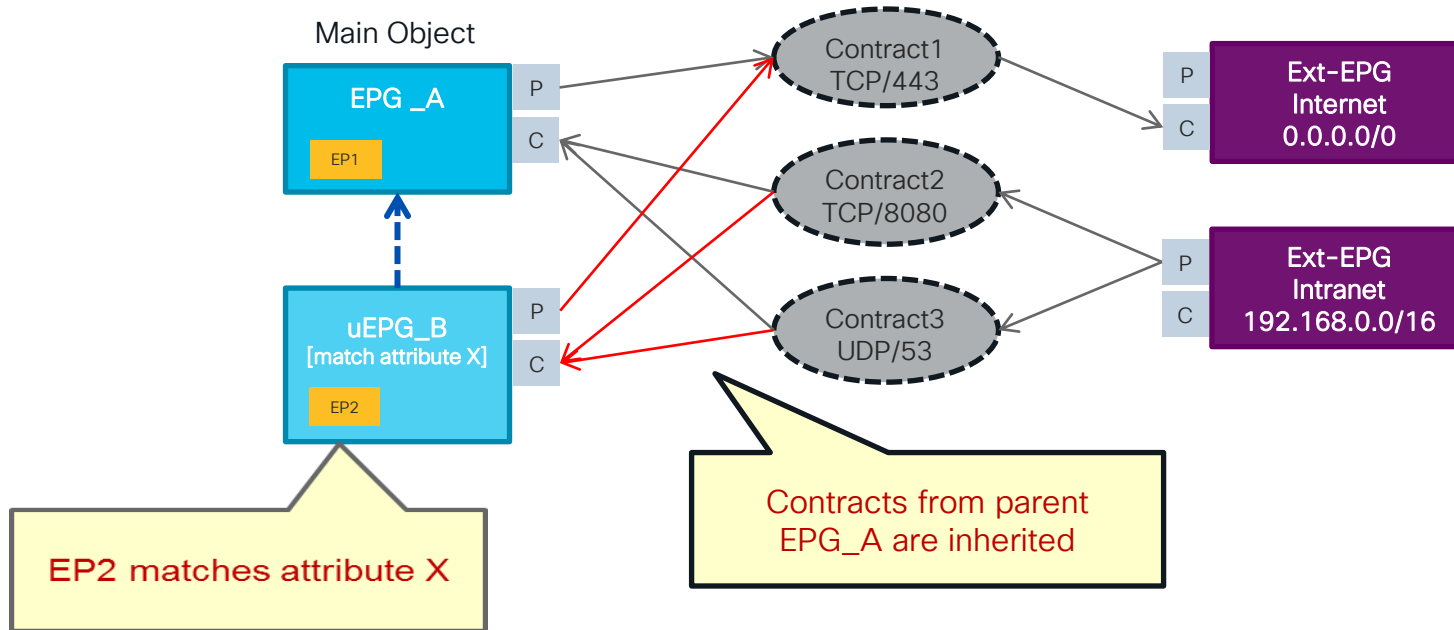 Main Object
EPG _A
EP1
P
C
uEPG_B
[match attribute X]
EP2
P
C
Contract1
TCP/443
Contract2
TCP/8080
Contract3
UDP/53
P
C
Ext-EPG
Internet
0.0.0.0/0
P
C
Ext-EPG
Intranet
192.168.0.0/16
EP2 matches attribute X
Contracts from parent
EPG_A are inherited